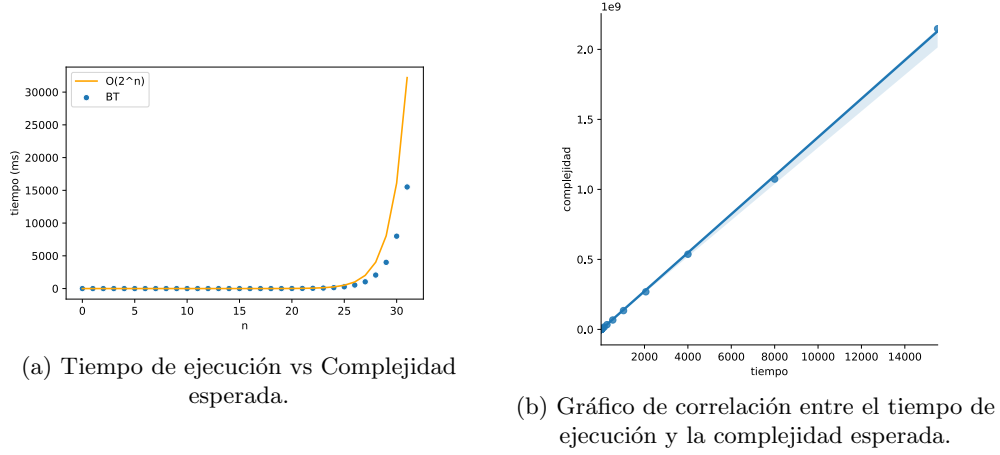 O(2^n)
BT
30000
25000
20000
15000
10000
5000
0
tiempo (ms)
0 5 10 15 20 25 30
n
(a) Tiempo de ejecución vs Complejidad
esperada.
1e9
2.0
1.5
1.0
0.5
0.0
complejidad
2000 4000 6000 8000 10000 12000 14000
tiempo
(b) Gráfico de correlación entre el tiempo de
ejecución y la complejidad esperada.